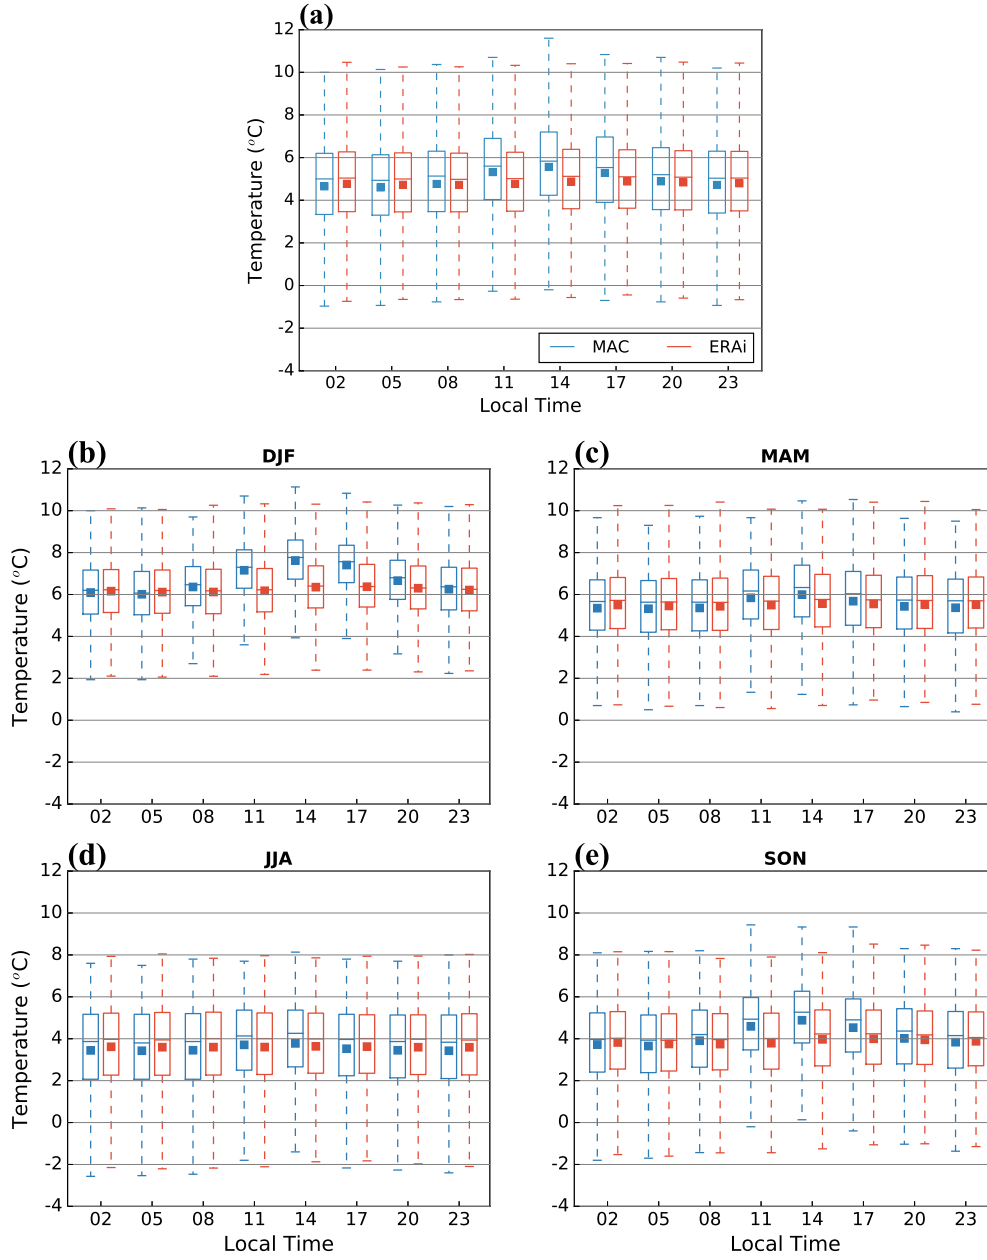 (a)
12
10
8
6
4
2
0
-2
-4
Temperature (°C)
MAC ERAi
02 05 08 11 14 17 20 23
Local Time
(b) DJF
12
10
8
6
4
2
0
-2
-4
Temperature (°C)
02 05 08 11 14 17 20 23
(c) MAM
12
10
8
6
4
2
0
-2
-4
02 05 08 11 14 17 20 23
(d) JJA
12
10
8
6
4
2
0
-2
-4
Temperature (°C)
02 05 08 11 14 17 20 23
Local Time
(e) SON
12
10
8
6
4
2
0
-2
-4
02 05 08 11 14 17 20 23
Local Time